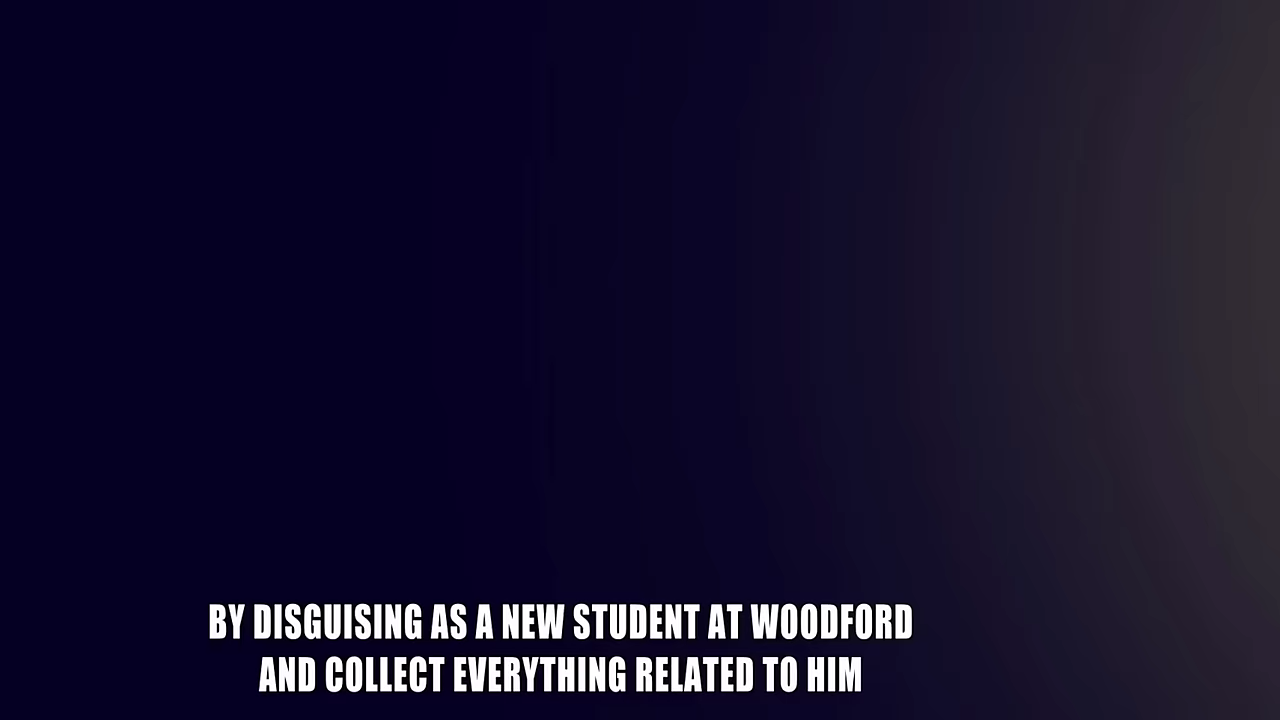 BY DISGUISING AS A NEW STUDENT AT WOODFORD
AND COLLECT EVERYTHING RELATED TO HIM